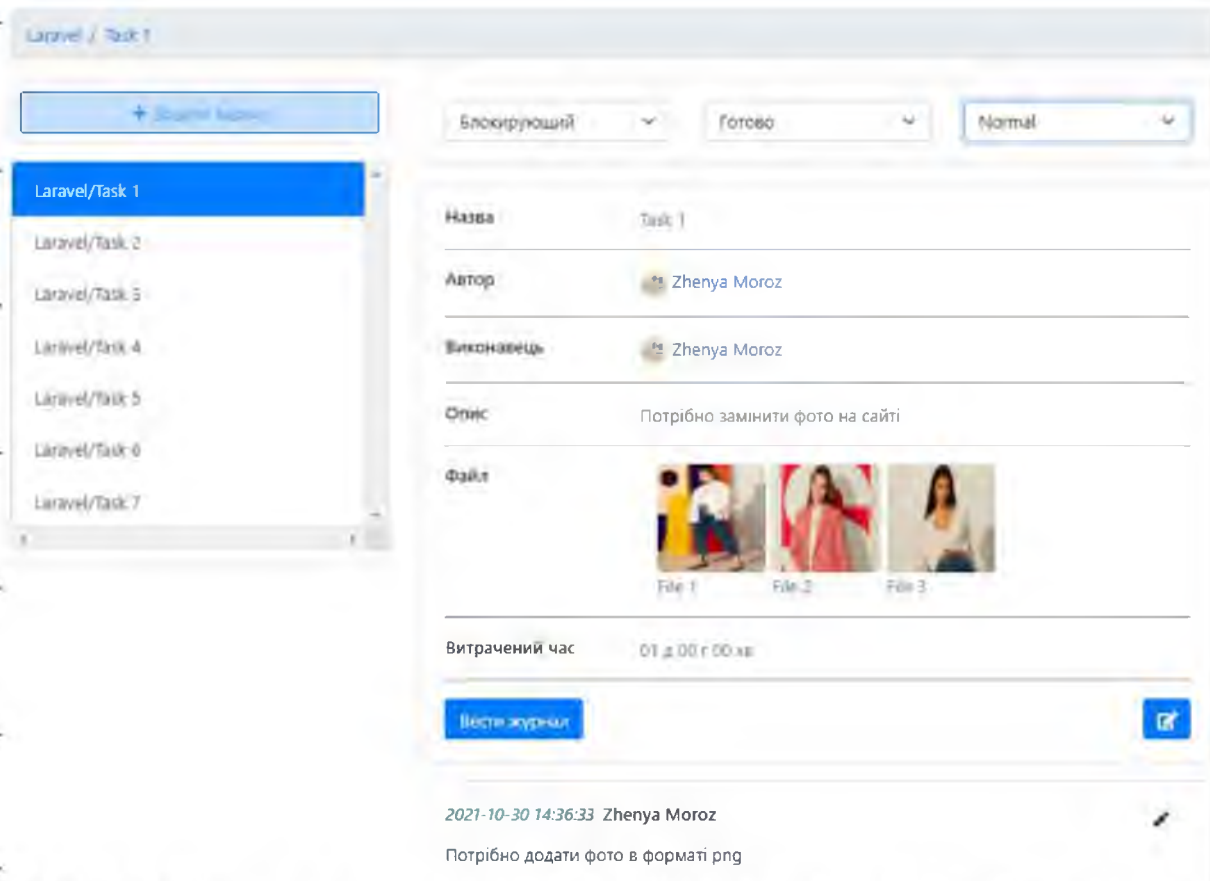 Laravel / Task 1
+
Блокирующий
Готово
Normal
Laravel/Task 1
Laravel/Task 2
Laravel/Task 3
Laravel/Task 4
Laravel/Task 5
Laravel/Task 6
Laravel/Task 7
Назва
Task 1
Автор
Zhenya Moroz
Виконавець
Zhenya Moroz
Опис
Потрібно замінити фото на сайті
Файл
File 1
File 2
File 3
Витрачений час
01 д 00 г 00 хв
Вести журнал
2021-10-30 14:36:33 Zhenya Moroz
Потрібно додати фото в форматі png